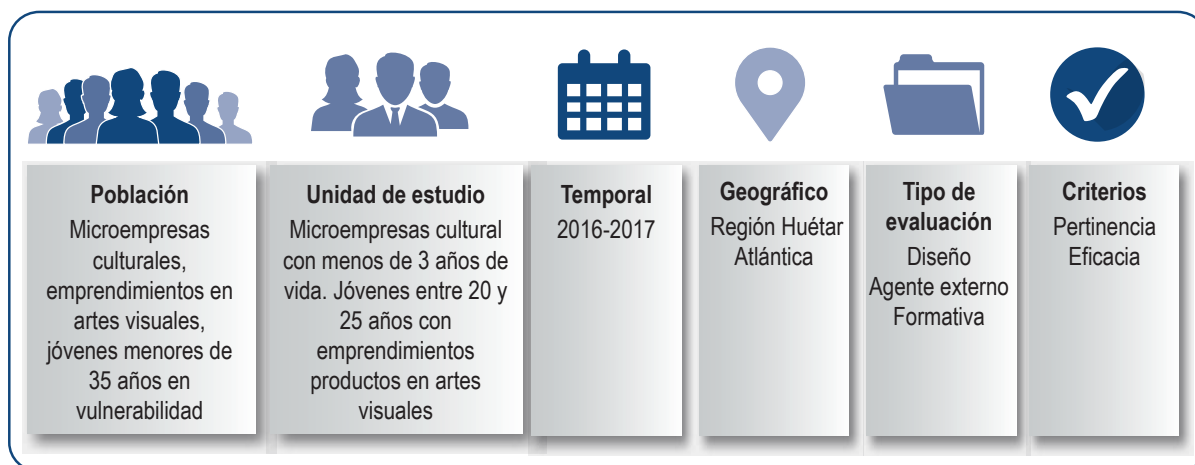 Población
Microempresas
culturales,
emprendimientos en
artes visuales,
jóvenes menores de
35 años en
vulnerabilidad
Unidad de estudio
Microempresas cultural
con menos de 3 años de
vida. Jóvenes entre 20 y
25 años con
emprendimientos
productos en artes
visuales
Temporal
2016-2017
Geográfico
Región Huétar
Atlántica
Tipo de
evaluación
Diseño
Agente externo
Formativa
Criterios
Pertinencia
Eficacia